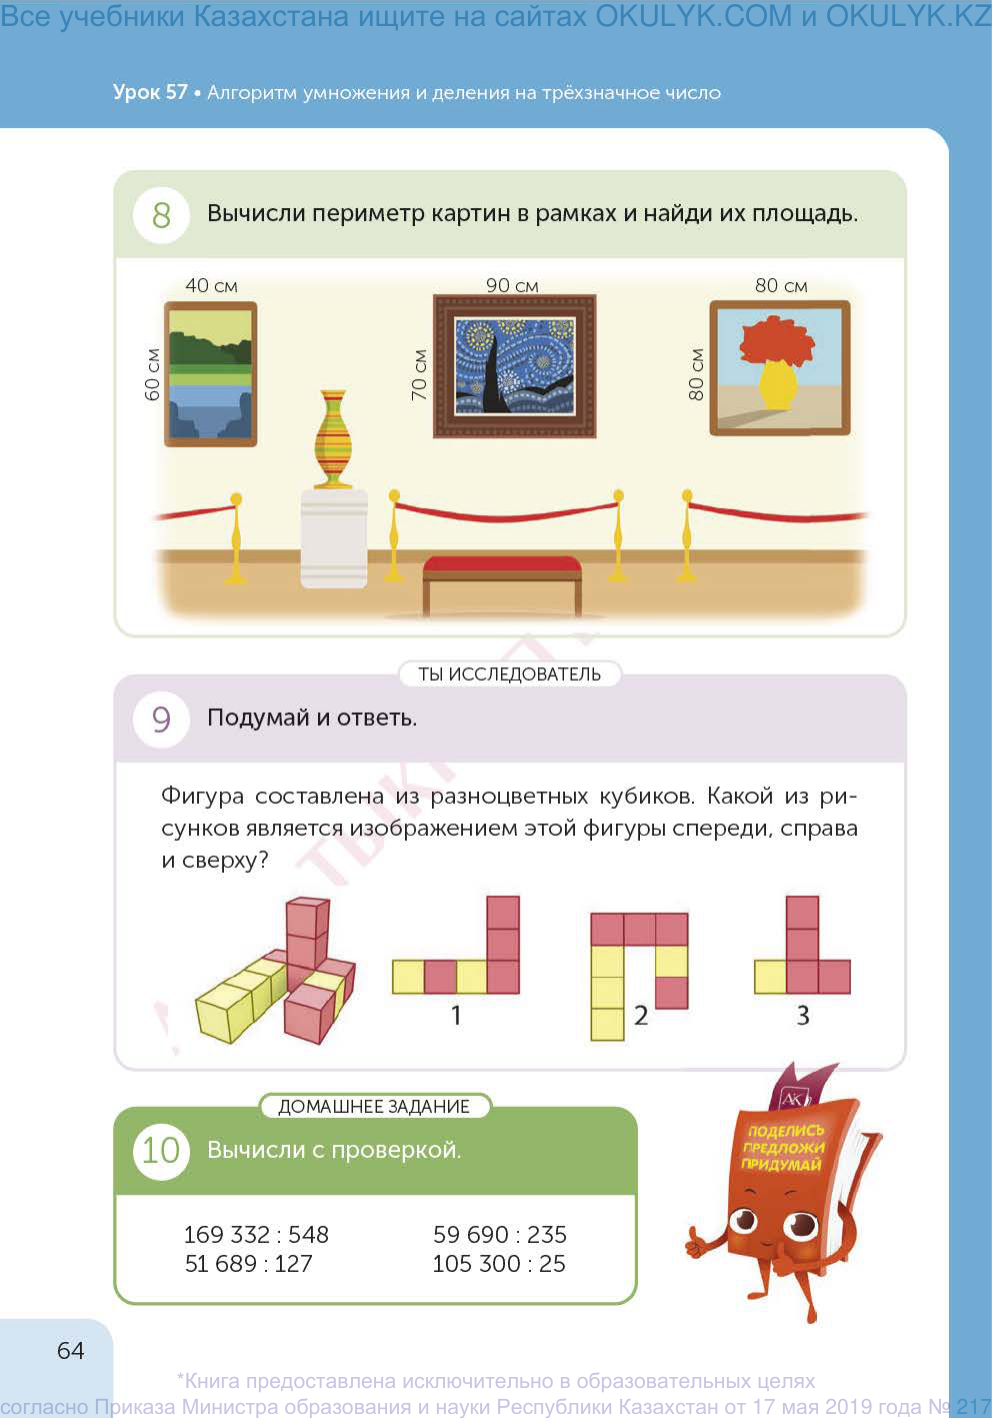 Все учебники Казахстана ищите на сайтах OKULYK.COM и OKULYK.KZ
Урок 57 • Алгоритм умножения и деления на трёхзначное число
8 Вычисли периметр картин в рамках и найди их площадь.
40 см 90 см 80 см
60 см 70 см 80 см
ТЫ ИССЛЕДОВАТЕЛЬ
9 Подумай и ответь.
Фигура составлена из разноцветных кубиков. Какой из ри-
сунков является изображением этой фигуры спереди, справа
и сверху?
1 2 3
ДОМАШНЕЕ ЗАДАНИЕ
10 Вычисли с проверкой.
169 332 : 548 59 690 : 235
51 689 : 127 105 300 : 25
АК
ПОДЕЛИСЬ
ПРЕДЛОЖИ
ПРИДУМАЙ
64
*Книга предоставлена исключительно в образовательных целях
согласно Приказа Министра образования и науки Республики Казахстан от 17 мая 2019 года № 217